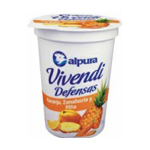 alpura
Vivendi
Defensas
Naranja, Zanahoria y
Piña